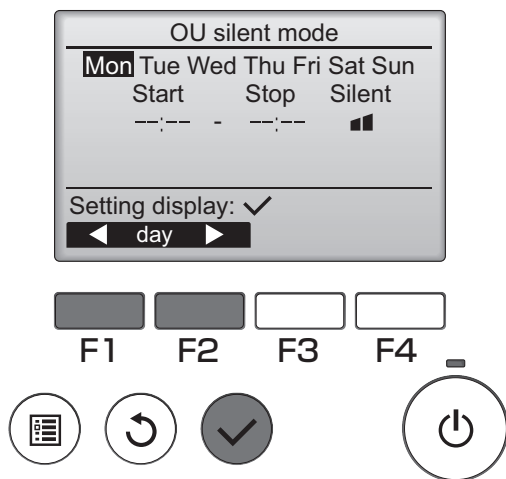 OU silent mode
Mon Tue Wed Thu Fri Sat Sun
Start Stop Silent
--:-- - --:--
Setting display: ✓
◀ day ▶
F1 F2 F3 F4